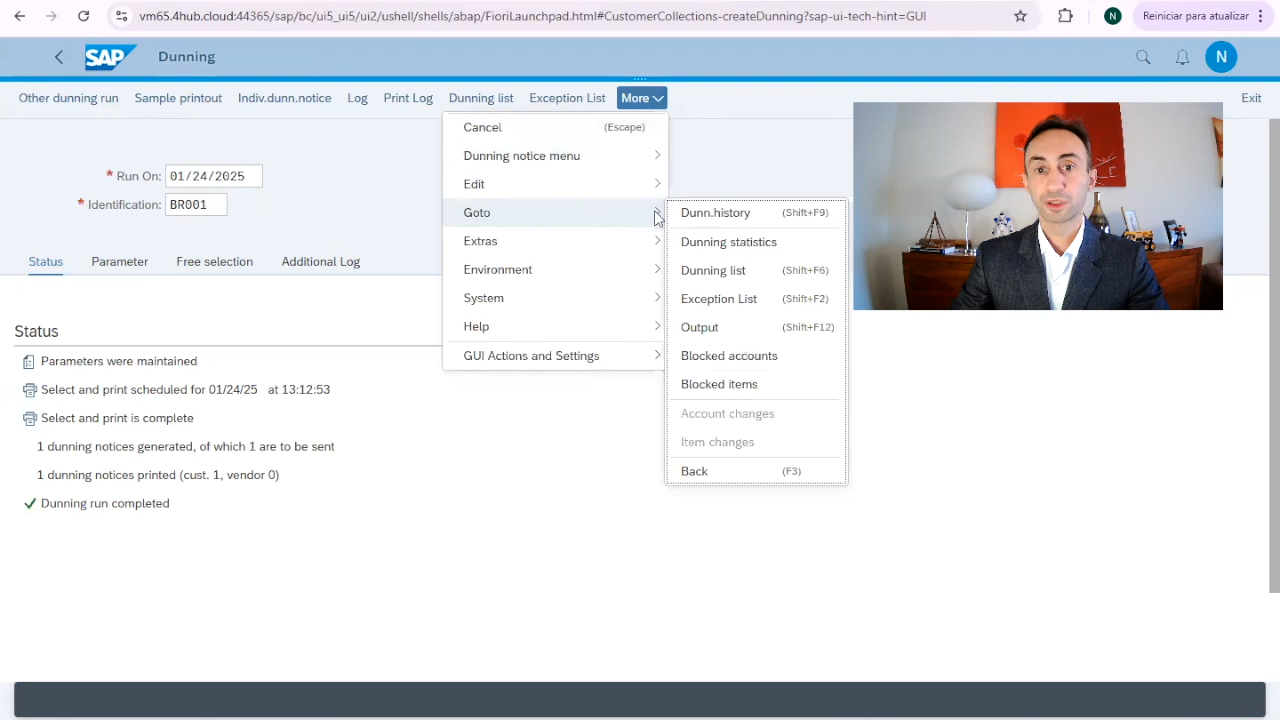 vm65.4hub.cloud:44365/sap/bc/ui5_ui5/ui2/ushell/shells/abap/FioriLaunchpad.html#CustomerCollections-createDunning?sap-ui-tech-hint=GUI
N
Reiniciar para atualizar
SAP
Dunning
N
Other dunning run
Sample printout
Indiv.dunn.notice
Log
Print Log
Dunning list
Exception List
More
Exit
* Run On: 01/24/2025
* Identification: BR001
Status
Parameter
Free selection
Additional Log
Cancel (Escape)
Dunning notice menu
Edit
Goto
Extras
Environment
System
Help
GUI Actions and Settings
Dunn.history (Shift+F9)
Dunning statistics
Dunning list (Shift+F6)
Exception List (Shift+F2)
Output (Shift+F12)
Blocked accounts
Blocked items
Account changes
Item changes
Back (F3)
Status
Parameters were maintained
Select and print scheduled for 01/24/25 at 13:12:53
Select and print is complete
1 dunning notices generated, of which 1 are to be sent
1 dunning notices printed (cust. 1, vendor 0)
Dunning run completed